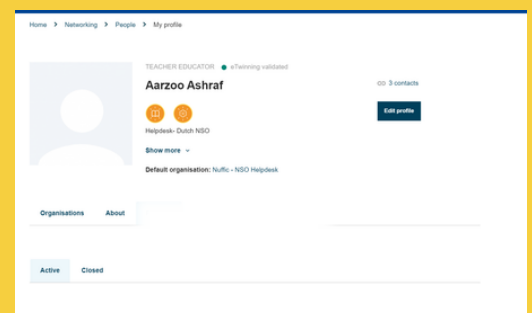 Home > Networking > People > My profile
TEACHER EDUCATOR eTwinning validated
Aarzoo Ashraf
3 contacts
Edit profile
Helpdesk- Dutch NSO
Show more
Default organisation: Nuffic - NSO Helpdesk
Organisations About
Active Closed